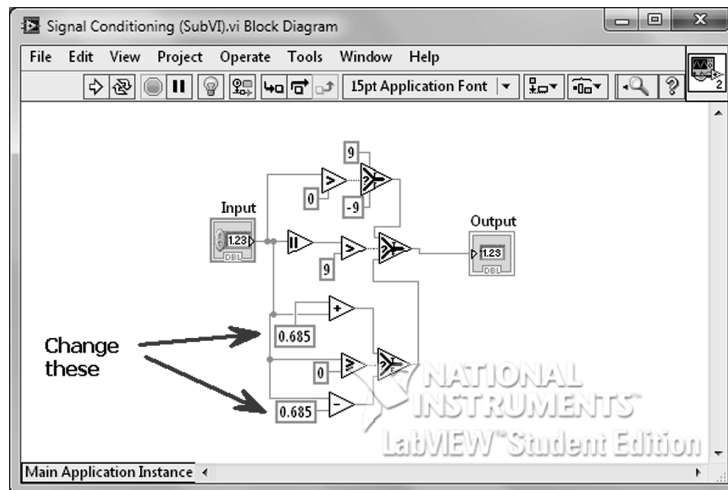 Signal Conditioning (SubVI).vi Block Diagram
File Edit View Project Operate Tools Window Help
15pt Application Font
2
9
0
-9
Input
1.23
DBL
9
Output
1.23
DBL
0.685
Change
these
0
0.685
NATIONAL
INSTRUMENTS™
LabVIEW™ Student Edition
Main Application Instance